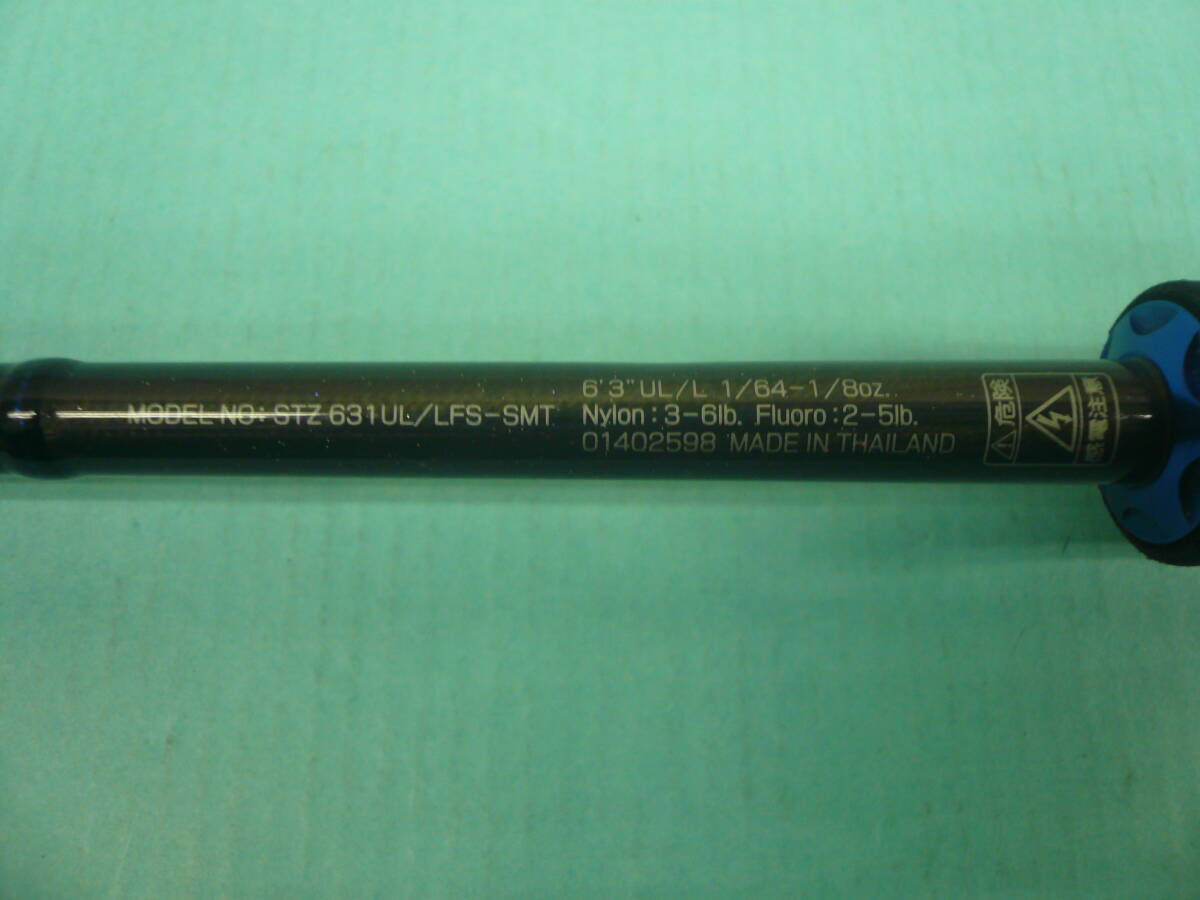 MODEL NO: STZ 631UL/LFS-SMT
6'3" UL/L 1/64-1/8oz.
Nylon:3-6lb. Fluoro:2-5lb.
01402598 MADE IN THAILAND
危険
感電注意